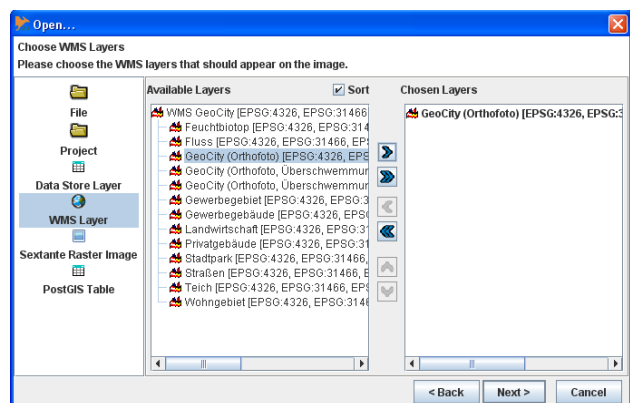 Open...
Choose WMS Layers
Please choose the WMS layers that should appear on the image.
File
Project
Data Store Layer
WMS Layer
Sextante Raster Image
PostGIS Table
Available Layers
Sort
WMS GeoCity [EPSG:4326, EPSG:31466
Feuchtbiotop [EPSG:4326, EPSG:314
Fluss [EPSG:4326, EPSG:31466, EP
GeoCity (Orthofoto) [EPSG:4326, EPS
GeoCity (Orthofoto, Überschwemmur
GeoCity (Orthofoto, Überschwemmur
Gewerbegebiet [EPSG:4326, EPSG:3
Gewerbegebäude [EPSG:4326, EPS
Landwirtschaft [EPSG:4326, EPSG:31
Privatgebäude [EPSG:4326, EPSG:31
Stadtpark [EPSG:4326, EPSG:31466,
Straßen [EPSG:4326, EPSG:31466, E
Teich [EPSG:4326, EPSG:31466, EPS
Wohngebiet [EPSG:4326, EPSG:3146
Chosen Layers
GeoCity (Orthofoto) [EPSG:4326, EPSG:3
< Back
Next >
Cancel